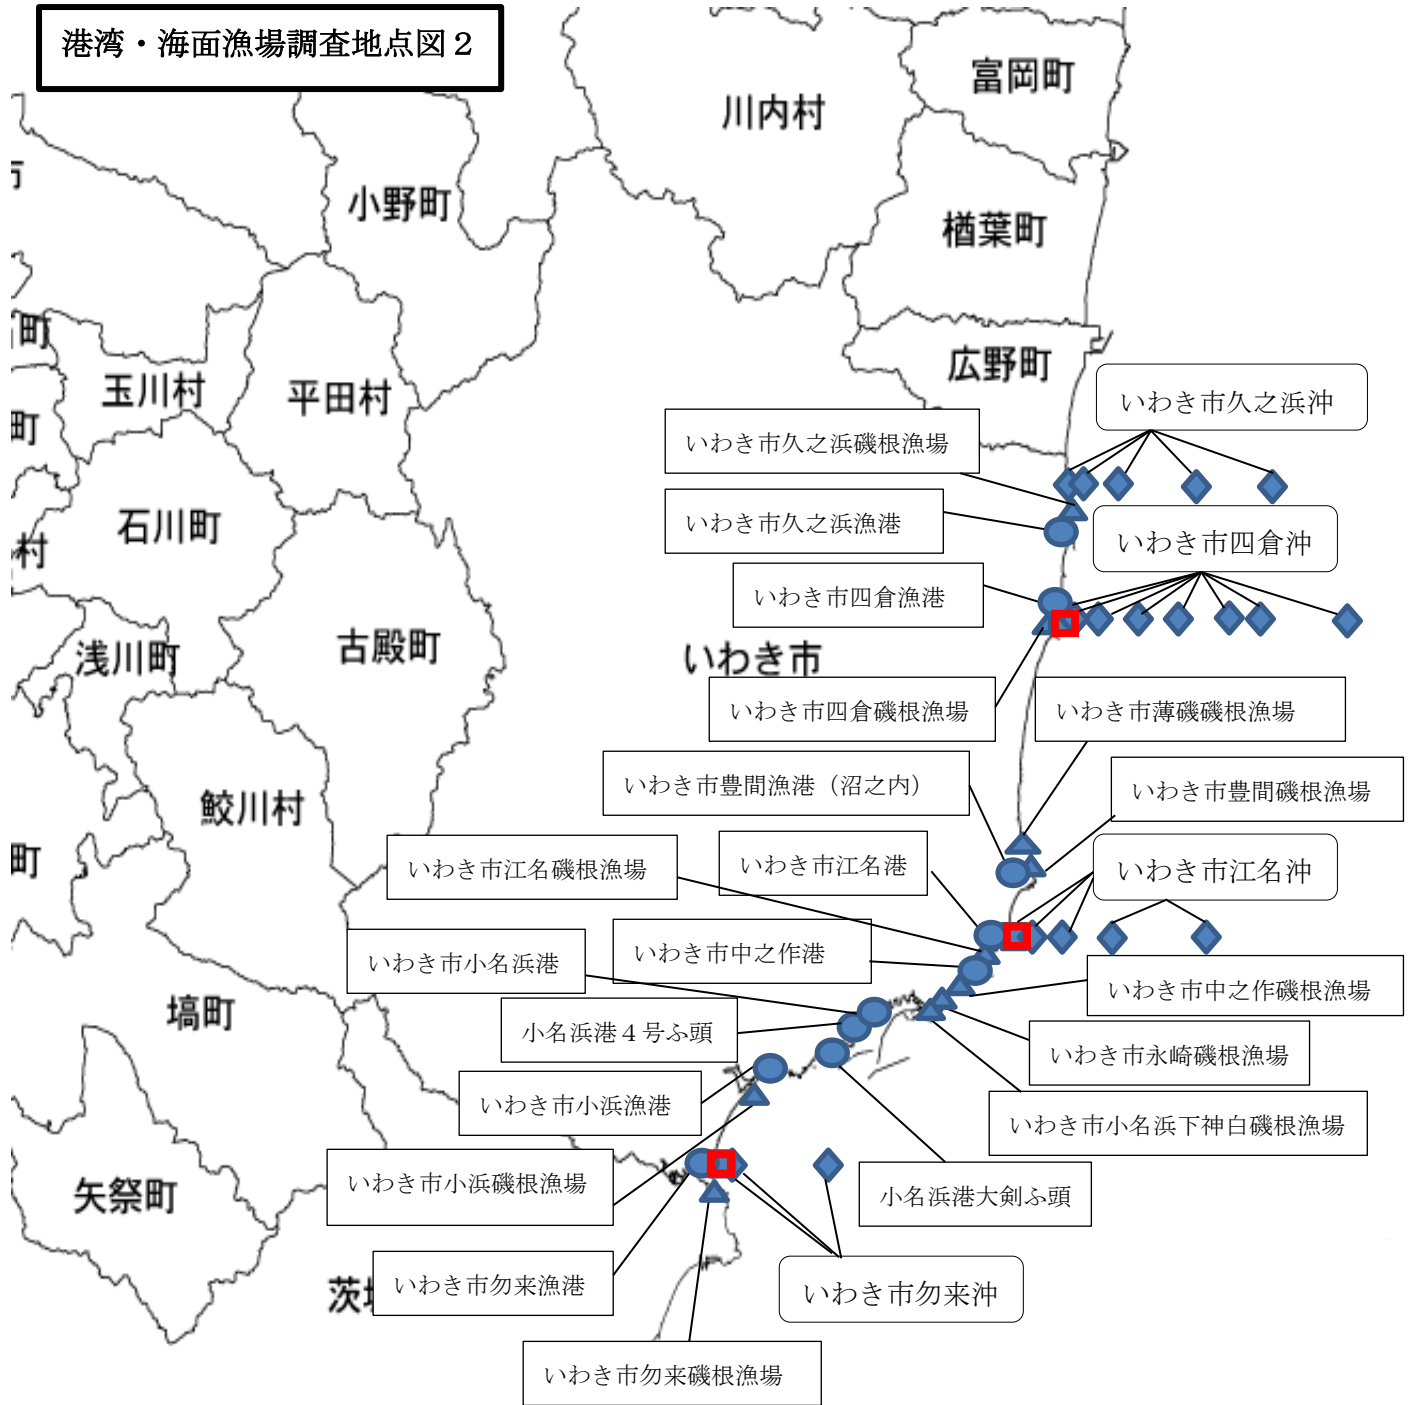 港湾・海面漁場調査地点図２
富岡町
川内村
小野町
楢葉町
町
広野町
玉川村
平田村
町
いわき市久之浜沖
いわき市久之浜磯根漁場
石川町
いわき市久之浜漁港
いわき市四倉沖
村
いわき市四倉漁港
浅川町
古殿町
いわき市
いわき市四倉磯根漁場
いわき市薄磯磯根漁場
いわき市豊間漁港（沼之内）
いわき市豊間磯根漁場
鮫川村
町
いわき市江名磯根漁場
いわき市江名港
いわき市江名沖
いわき市中之作港
いわき市小名浜港
いわき市中之作磯根漁場
塙町
小名浜港４号ふ頭
いわき市永崎磯根漁場
いわき市小浜漁港
いわき市小名浜下神白磯根漁場
いわき市小浜磯根漁場
矢祭町
小名浜港大剣ふ頭
いわき市勿来漁港
茨
いわき市勿来沖
いわき市勿来磯根漁場